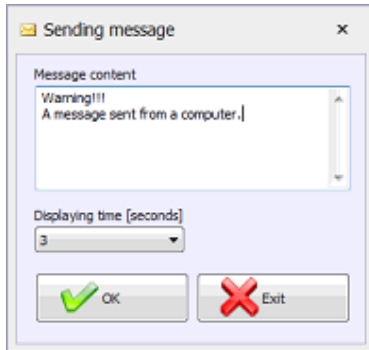 Sending message
Message content
Warning!!!
A message sent from a computer.
Displaying time [seconds]
3
OK
Exit